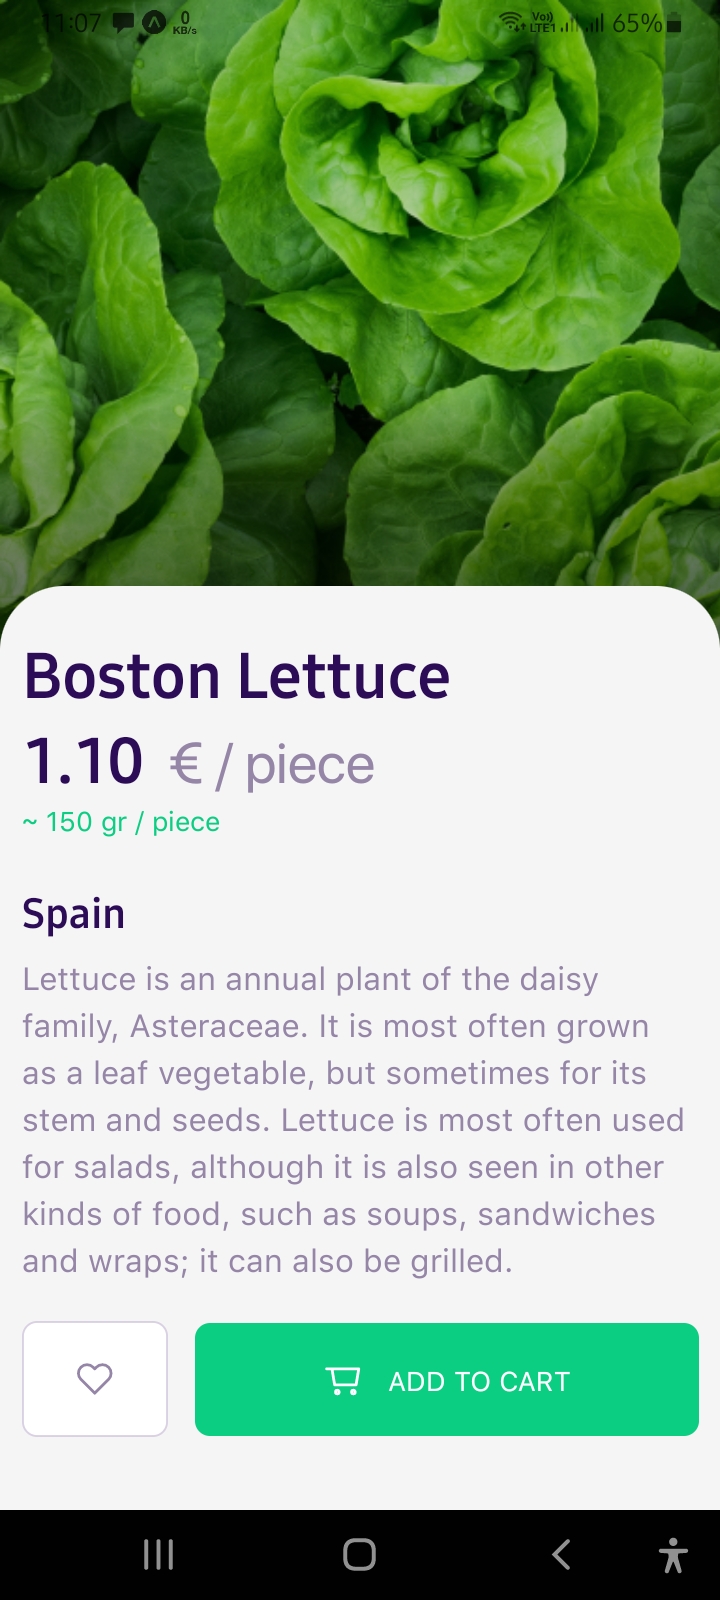 11:07 0 KB/s Vo) LTE1 65%
Boston Lettuce
1.10 € / piece
~ 150 gr / piece
Spain
Lettuce is an annual plant of the daisy
family, Asteraceae. It is most often grown
as a leaf vegetable, but sometimes for its
stem and seeds. Lettuce is most often used
for salads, although it is also seen in other
kinds of food, such as soups, sandwiches
and wraps; it can also be grilled.
ADD TO CART